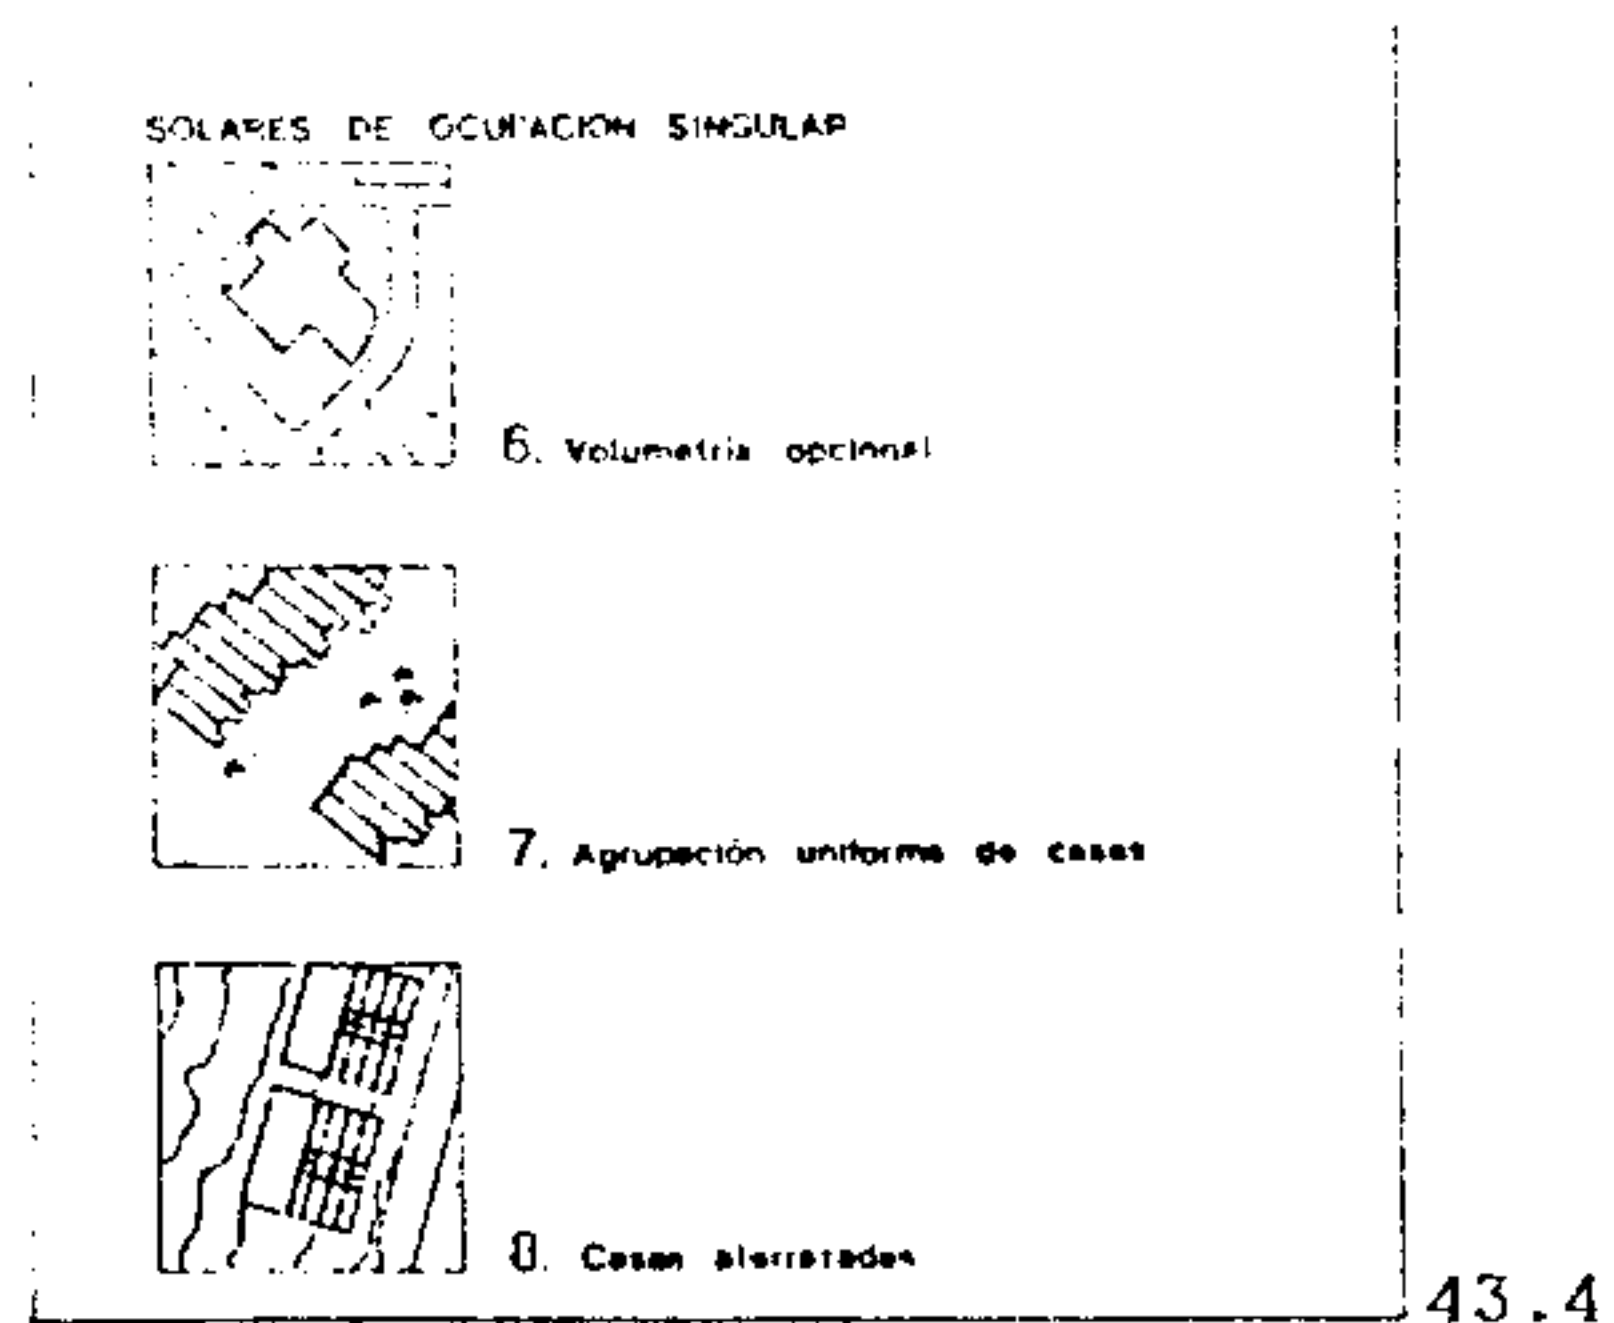 SOLARES DE OCUPACION SINGULAR
6. Volumetria opcional
7. Agrupación uniforme de casas
8. Casas aterrazadas
43.4